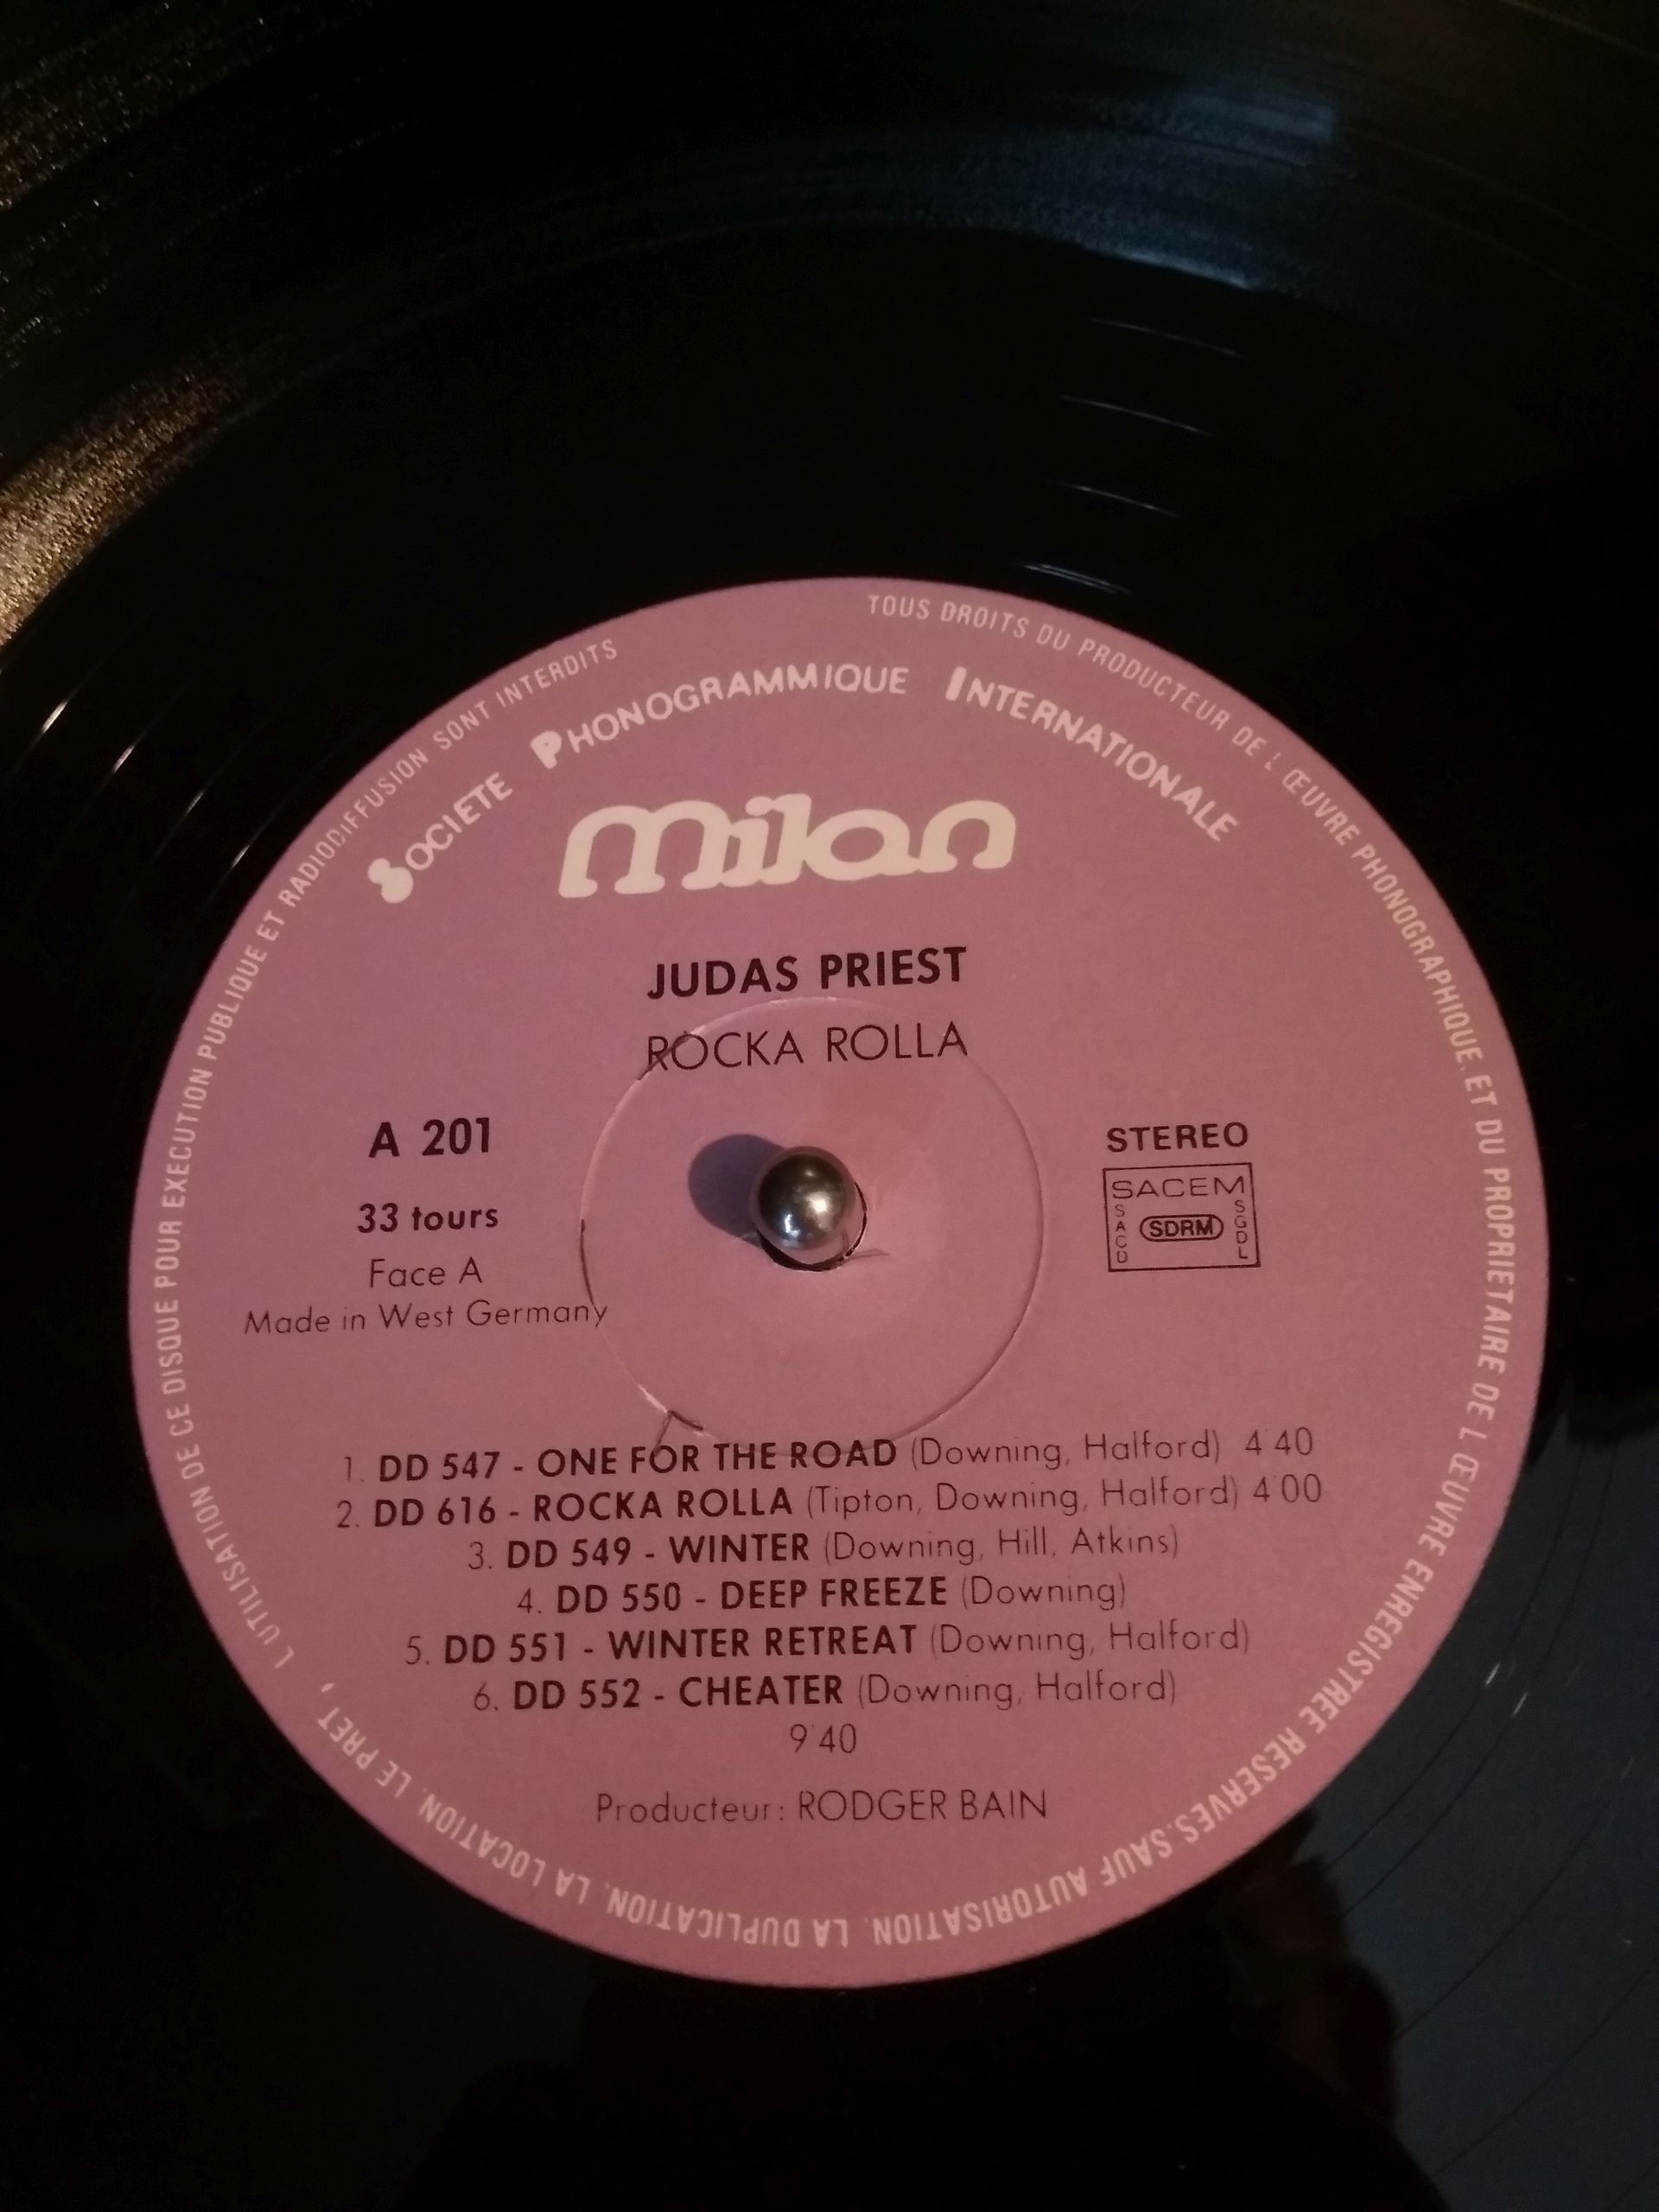 TOUS DROITS DU PRODUCTEUR DE L'ŒUVRE PHONOGRAPHIQUE ET DU PROPRIETAIRE DE L ŒUVRE ENREGISTREE RESERVES. SAUF AUTORISATION, LA DUPLICATION, LA LOCATION, LE PRET, L UTILISATION DE CE DISQUE POUR EXECUTION PUBLIQUE ET RADIODIFFUSION SONT INTERDITS
SOCIETE PHONOGRAMMIQUE INTERNATIONALE
milan
JUDAS PRIEST
ROCKA ROLLA
A 201
33 tours
Face A
Made in West Germany
STEREO
SACEM
SACD
SDRM
SGDL
1. DD 547 - ONE FOR THE ROAD (Downing, Halford) 4'40
2. DD 616 - ROCKA ROLLA (Tipton, Downing, Halford) 4'00
3. DD 549 - WINTER (Downing, Hill, Atkins)
4. DD 550 - DEEP FREEZE (Downing)
5. DD 551 - WINTER RETREAT (Downing, Halford)
6. DD 552 - CHEATER (Downing, Halford)
9'40
Producteur: RODGER BAIN